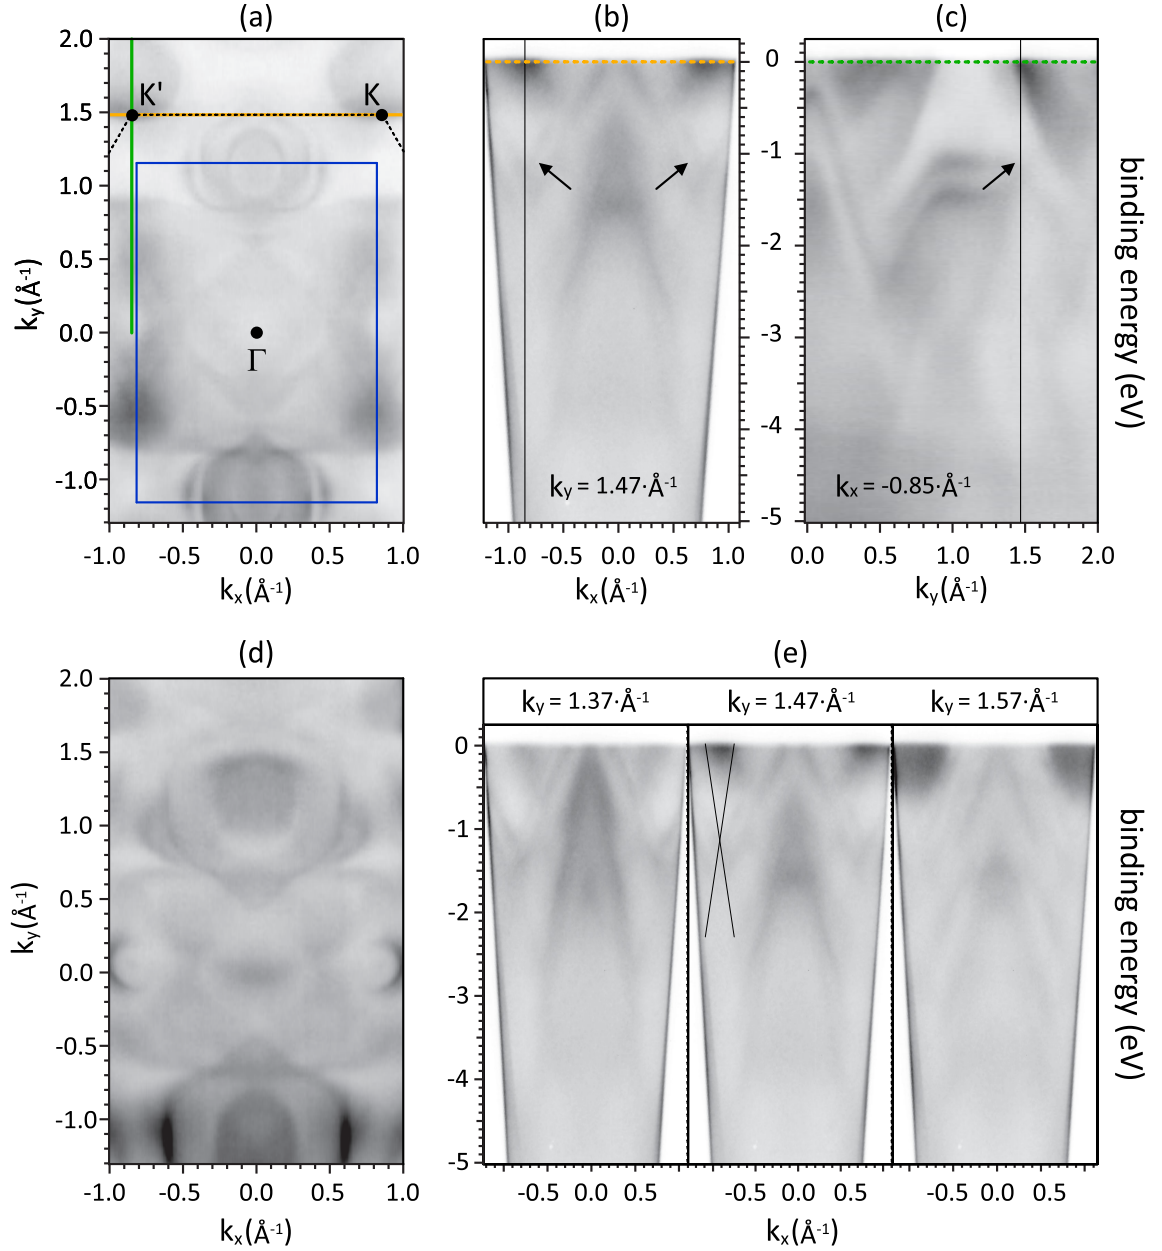 (a)
2.0
1.5
1.0
0.5
0.0
-0.5
-1.0
-1.0 -0.5 0.0 0.5 1.0
kx(Å-1)
ky(Å-1)
K' K
Γ
(b)
-1.0 -0.5 0.0 0.5 1.0
kx(Å-1)
ky = 1.47·Å-1
0
-1
-2
-3
-4
-5
(c)
kx = -0.85·Å-1
0.0 0.5 1.0 1.5 2.0
ky(Å-1)
binding energy (eV)
(d)
2.0
1.5
1.0
0.5
0.0
-0.5
-1.0
-1.0 -0.5 0.0 0.5 1.0
kx(Å-1)
ky(Å-1)
(e)
ky = 1.37·Å-1 ky = 1.47·Å-1 ky = 1.57·Å-1
0
-1
-2
-3
-4
-5
-0.5 0.0 0.5 -0.5 0.0 0.5 -0.5 0.0 0.5
kx(Å-1)
binding energy (eV)